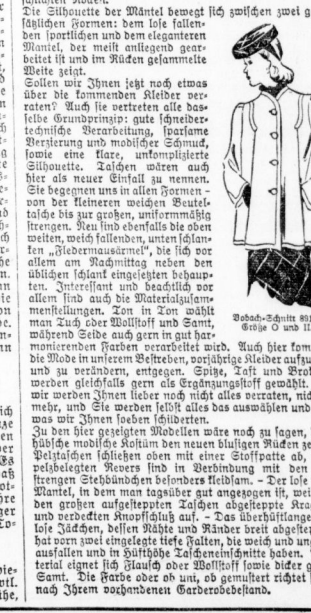 Die Silhouette der Mäntel bewegt sich zwischen zwei g
sätzlichen Formen: dem lose fallen-
den sportlichen und dem eleganteren
Mantel, der meist anliegend gear-
beitet ist und im Rücken gesammelte
Weite zeigt.
Sollen wir Ihnen jetzt noch etwas
über die kommenden Kleider ver-
raten? Auch sie vertreten alle das-
selbe Grundprinzip: gute schneider-
technische Verarbeitung, sparsame
Verzierung und modischer Schmuck,
sowie eine klare, unkomplizierte
Silhouette. Taschen wären auch
hier als neuer Einfall zu nennen.
Sie begegnen uns in allen Formen -
von der kleineren weichen Beutel-
tasche bis zur großen, uniformmäßig
strengen. Neu sind ebenfalls die oben
weiten, weich fallenden, unten schlan-
ken „Fledermausärmel", die sich vor
allem am Nachmittag neben den
üblichen schlank eingesetzten behaup-
ten. Interessant und beachtlich vor
allem sind auch die Materialzusam-
menstellungen. Ton in Ton wählt
man Tuch oder Wollstoff und Samt,
während Seide auch gern in gut har-
monierenden Farben verarbeitet wird. Auch hier kom
die Mode in unserem Bestreben, vorjährige Kleider aufzu
und zu verändern, entgegen. Spitze, Taft und Bro
werden gleichfalls gern als Ergänzungsstoff gewählt.
wir werden Ihnen lieber noch nicht alles verraten, nic
mehr, und Sie werden selbst alles das auswählen und
was wir Ihnen soeben schilderten.
Zu den hier gezeigten Modellen wäre noch zu sagen,
hübsche modische Kostüm den neuen blusigen Rücken ze
Pelztaschen schließen oben mit einer Stoffpatte ab,
pelzbelegten Revers sind in Verbindung mit den
strengen Stehbündchen besonders kleidsam. - Der lose
Mantel, in dem man tagsüber gut angezogen ist, wei
den großen aufgesteppten Taschen abgesteppte Kra
und verdeckten Knopfschluß auf. - Das überhüftlange
lose Jäckchen, dessen Nähte und Ränder breit abgeste
hat vorn zwei eingelegte tiefe Falten, die weich und un
ausfallen und in Hüfthöhe Tascheneinschnitte haben.
terial eignet sich Flausch oder Wollstoff sowie dicker g
Samt. Die Farbe oder ob uni, ob gemustert richtet
nach Ihrem vorhandenen Garderobebestand.
Vobach-Schnitt 891
Größe O und II